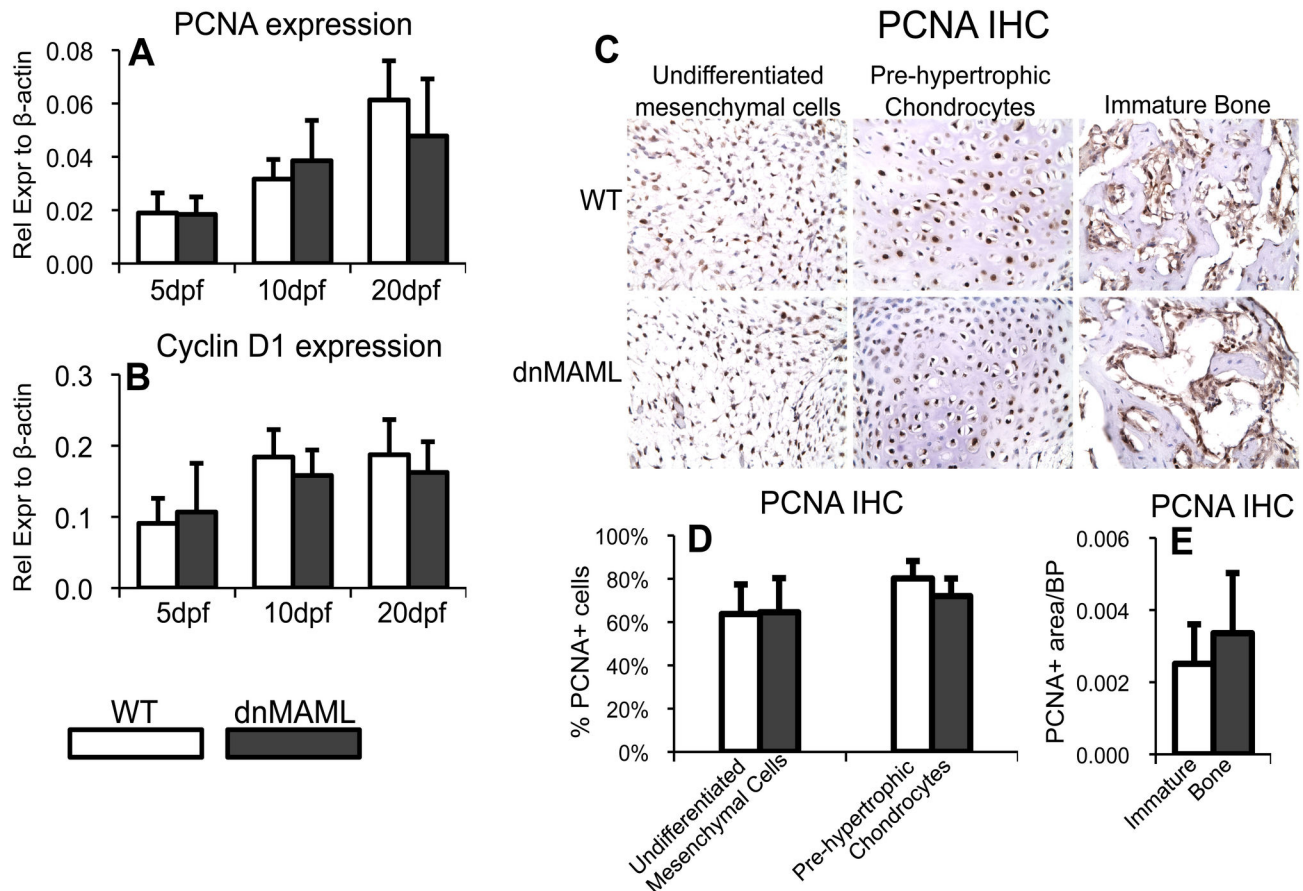 A
PCNA expression
Rel Expr to β-actin
0.08
0.06
0.04
0.02
0.00
5dpf
10dpf
20dpf
B
Cyclin D1 expression
Rel Expr to β-actin
0.3
0.2
0.1
0.0
5dpf
10dpf
20dpf
WT
dnMAML
C
PCNA IHC
Undifferentiated
mesenchymal cells
Pre-hypertrophic
Chondrocytes
Immature Bone
WT
dnMAML
PCNA IHC
D
% PCNA+ cells
100%
80%
60%
40%
20%
0%
Undifferentiated
Mesenchymal Cells
Pre-hypertrophic
Chondrocytes
PCNA IHC
E
PCNA+ area/BP
0.006
0.004
0.002
0.000
Immature
Bone